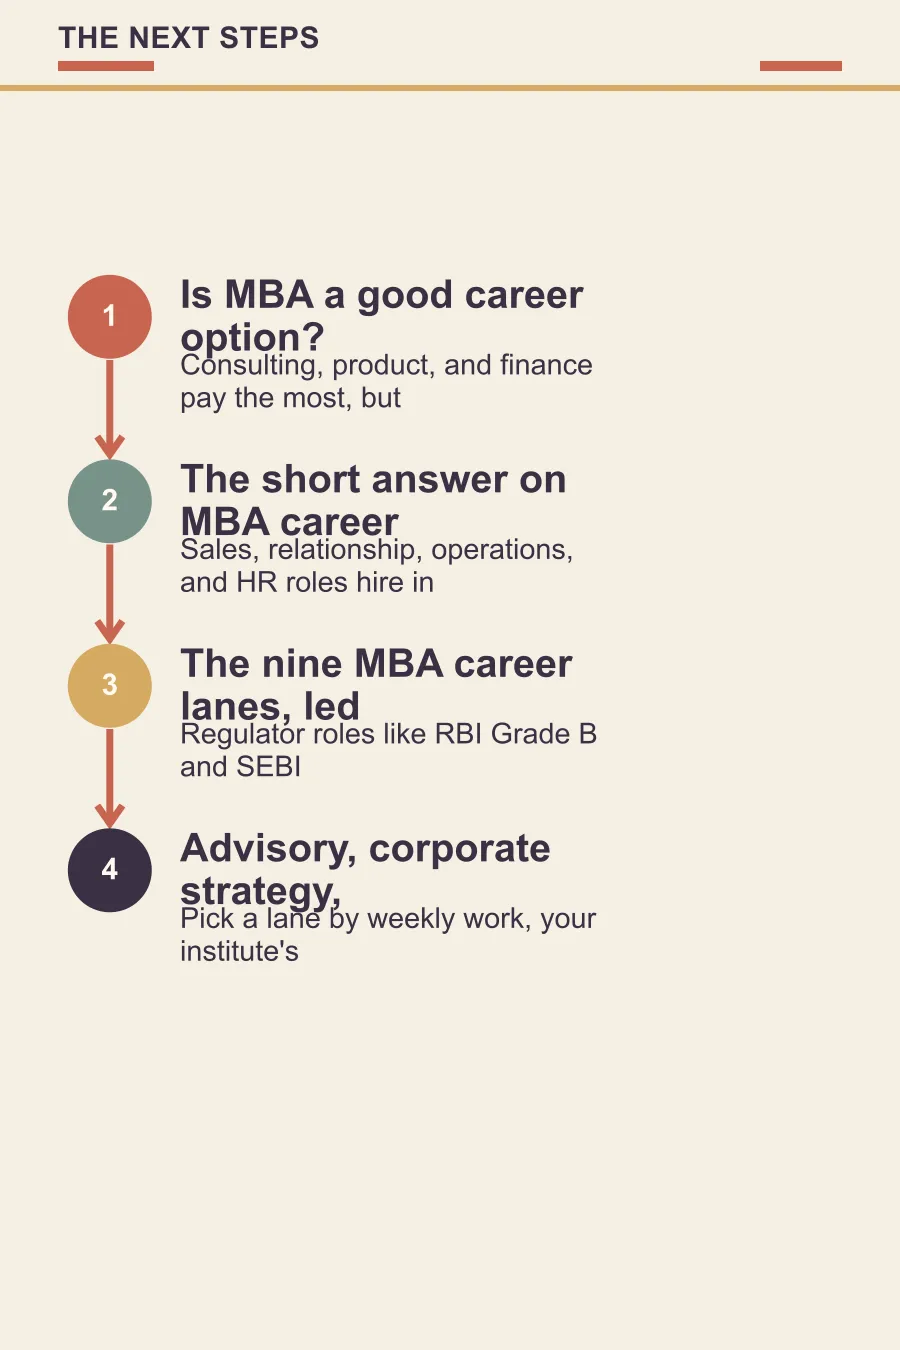 THE NEXT STEPS
1
Is MBA a good career
option?
Consulting, product, and finance
pay the most, but
2
The short answer on
MBA career
Sales, relationship, operations,
and HR roles hire in
3
The nine MBA career
lanes, led
Regulator roles like RBI Grade B
and SEBI
4
Advisory, corporate
strategy,
Pick a lane by weekly work, your
institute's